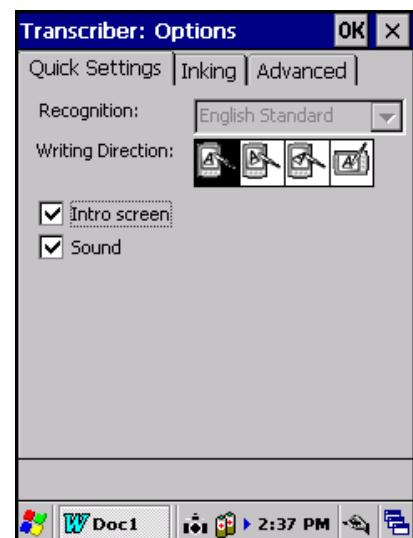 Transcriber: Options OK
Quick Settings Inking Advanced
Recognition: English Standard
Writing Direction:
Intro screen
Sound
Doc1 2:37 PM